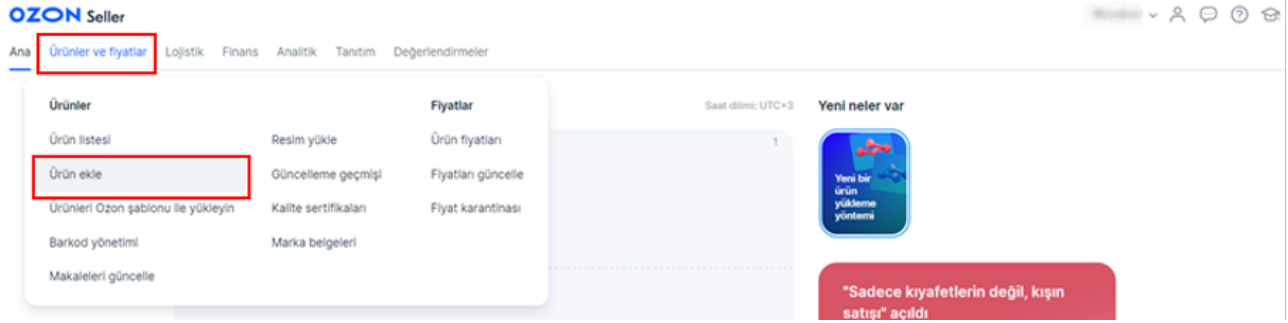 OZON Seller
Ana Ürünler ve fiyatlar Lojistik Finans Analitik Tanıtım Değerlendirmeler
Ürünler
Ürün listesi
Ürün ekle
Ürünleri Ozon şablonu ile yükleyin
Barkod yönetimi
Makaleleri güncelle
Resim yükle
Güncelleme geçmişi
Kalite sertifikaları
Marka belgeleri
Fiyatlar
Ürün fiyatları
Fiyatları güncelle
Fiyat karantinası
Saat dilimi: UTC+3
1
Yeni neler var
Yeni bir
ürün
yükleme
yöntemi
"Sadece kıyafetlerin değil, kışın
satışı" açıldı